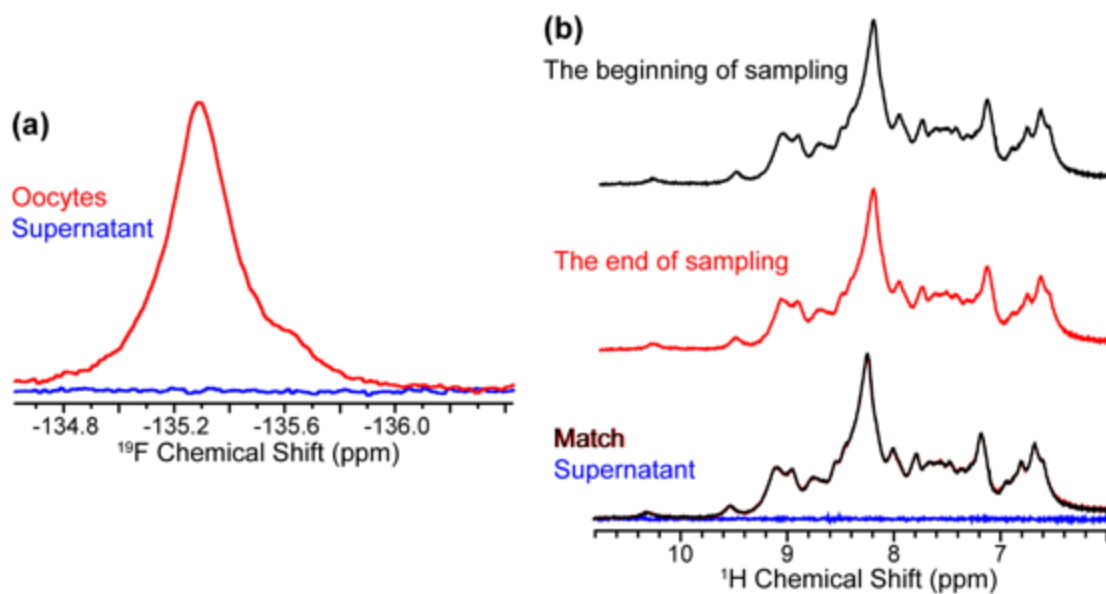 (a)
Oocytes
Supernatant
-134.8 -135.2 -135.6 -136.0
¹⁹F Chemical Shift (ppm)
(b)
The beginning of sampling
The end of sampling
Match
Supernatant
10 9 8 7
¹H Chemical Shift (ppm)